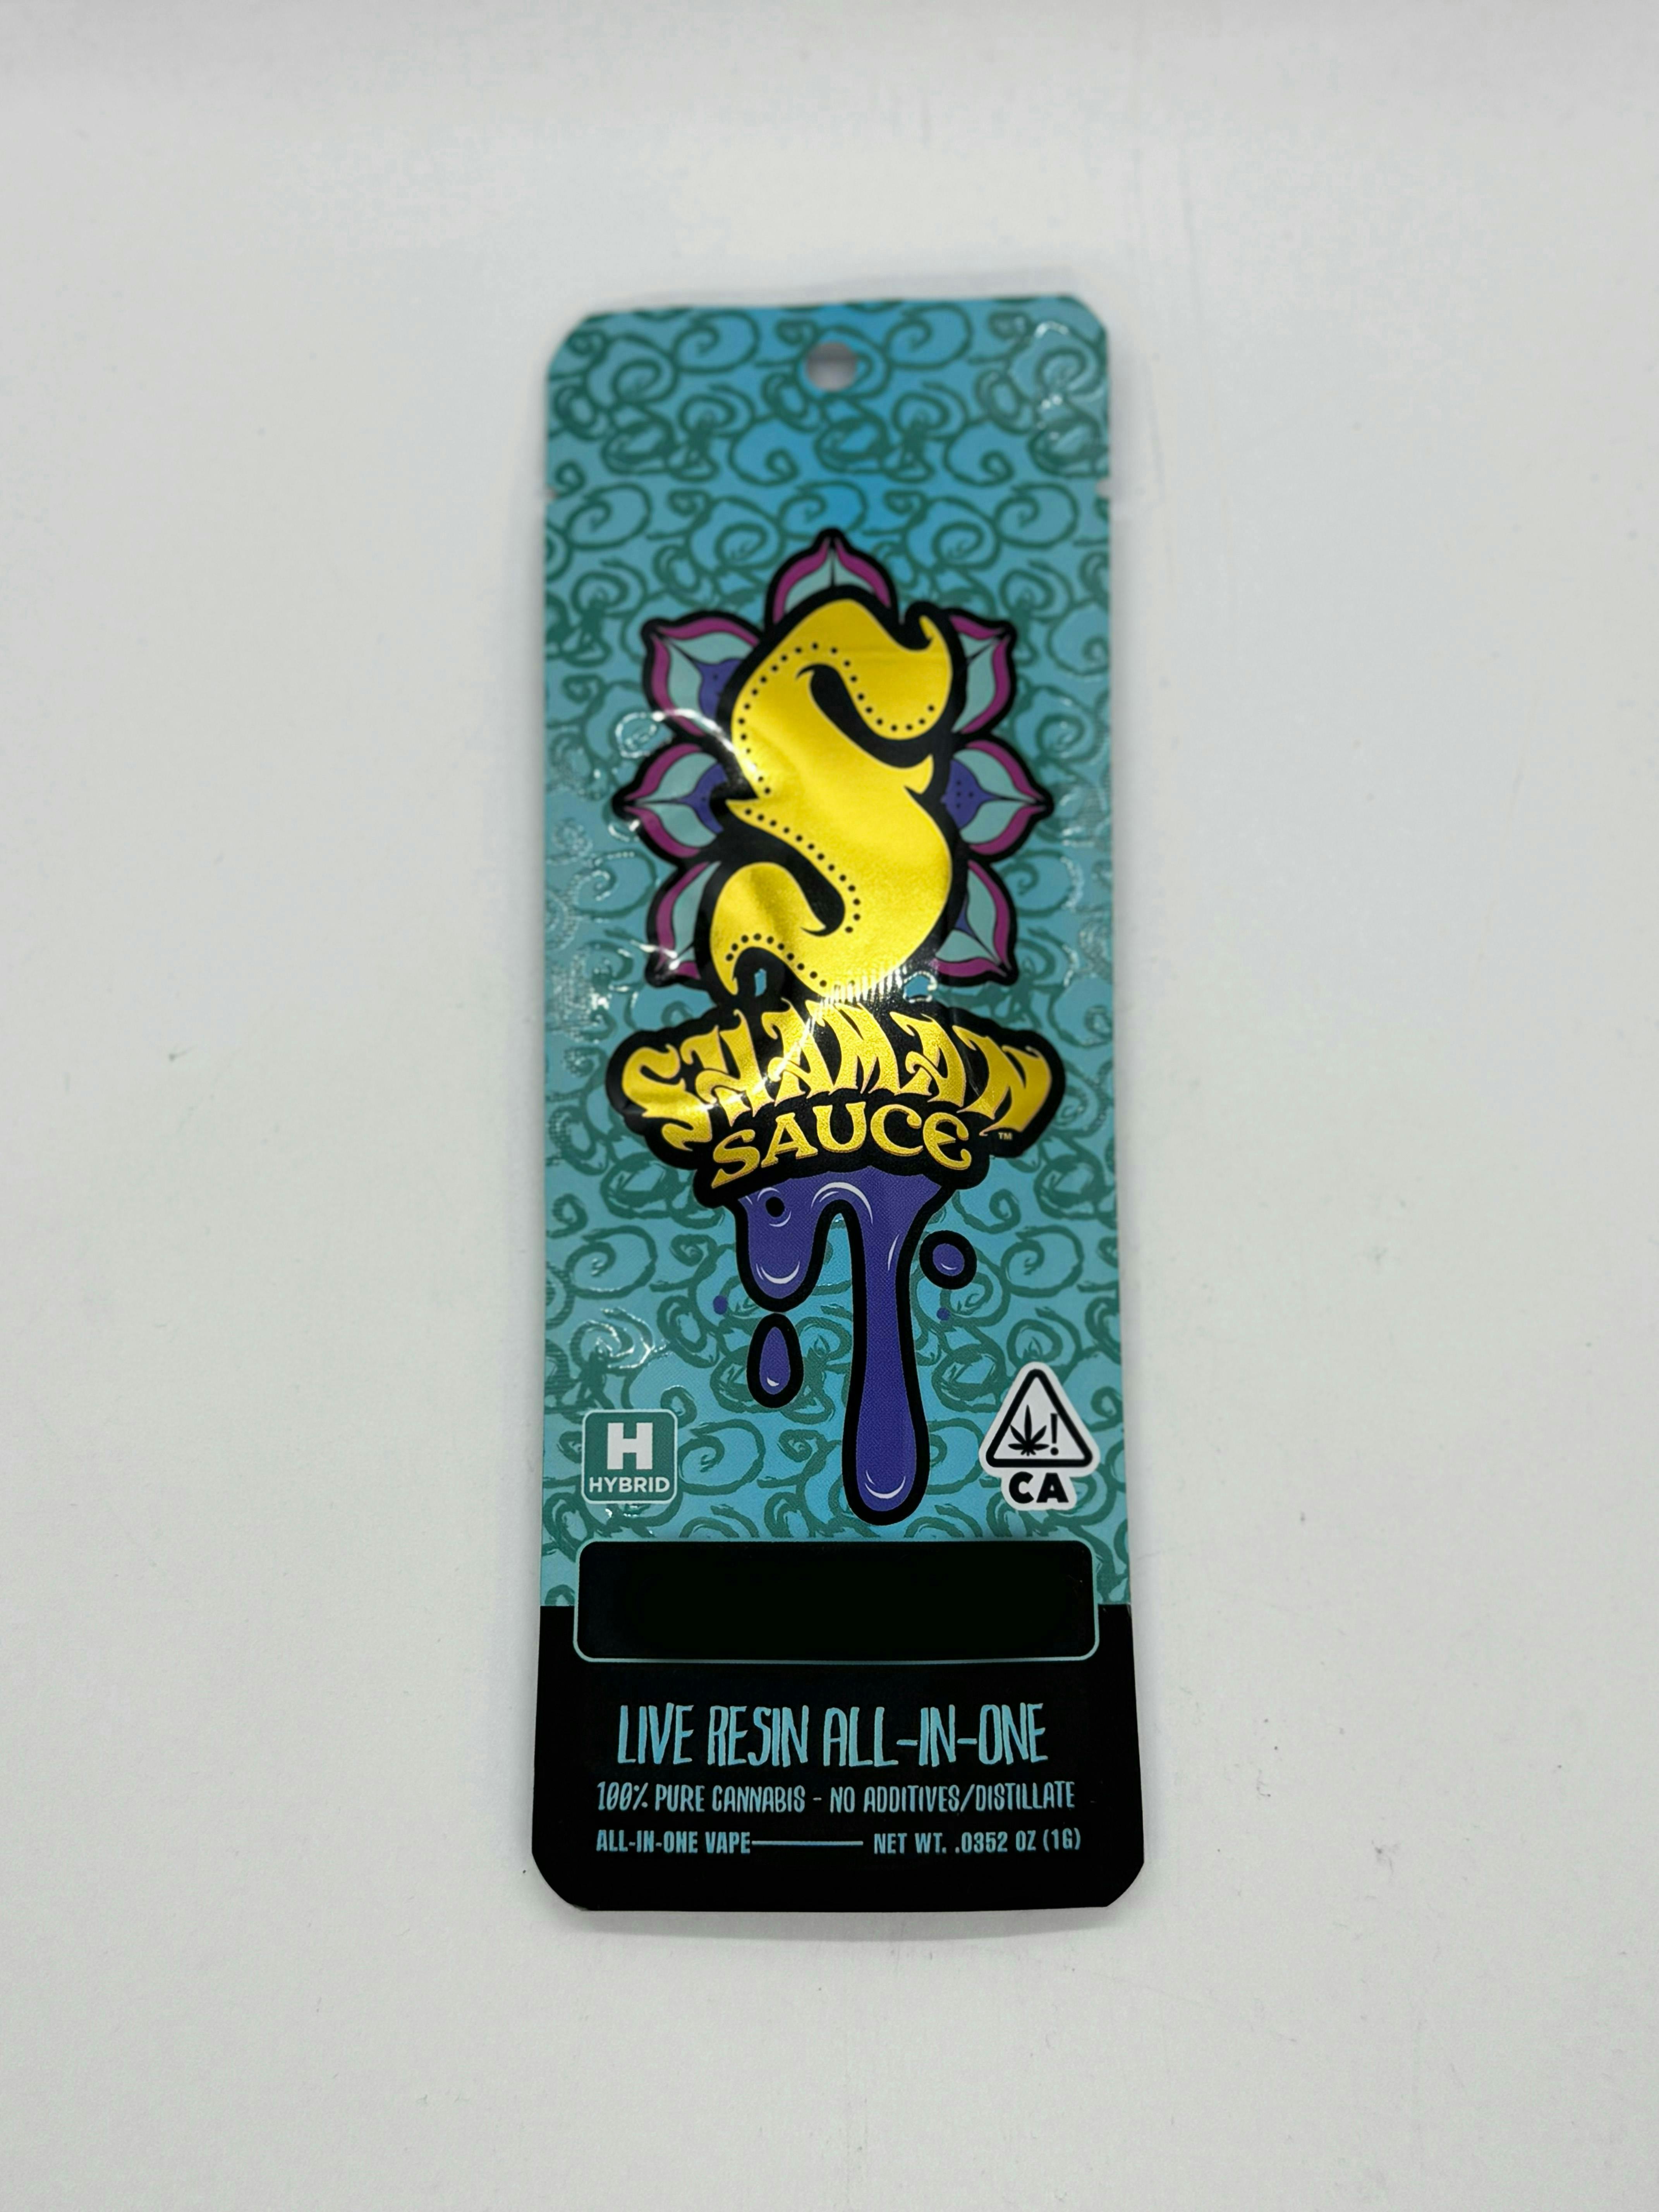 S
SHAMAN
SAUCE™
H
HYBRID
CA
LIVE RESIN ALL-IN-ONE
100% PURE CANNABIS - NO ADDITIVES/DISTILLATE
ALL-IN-ONE VAPE NET WT. .0352 OZ (1G)